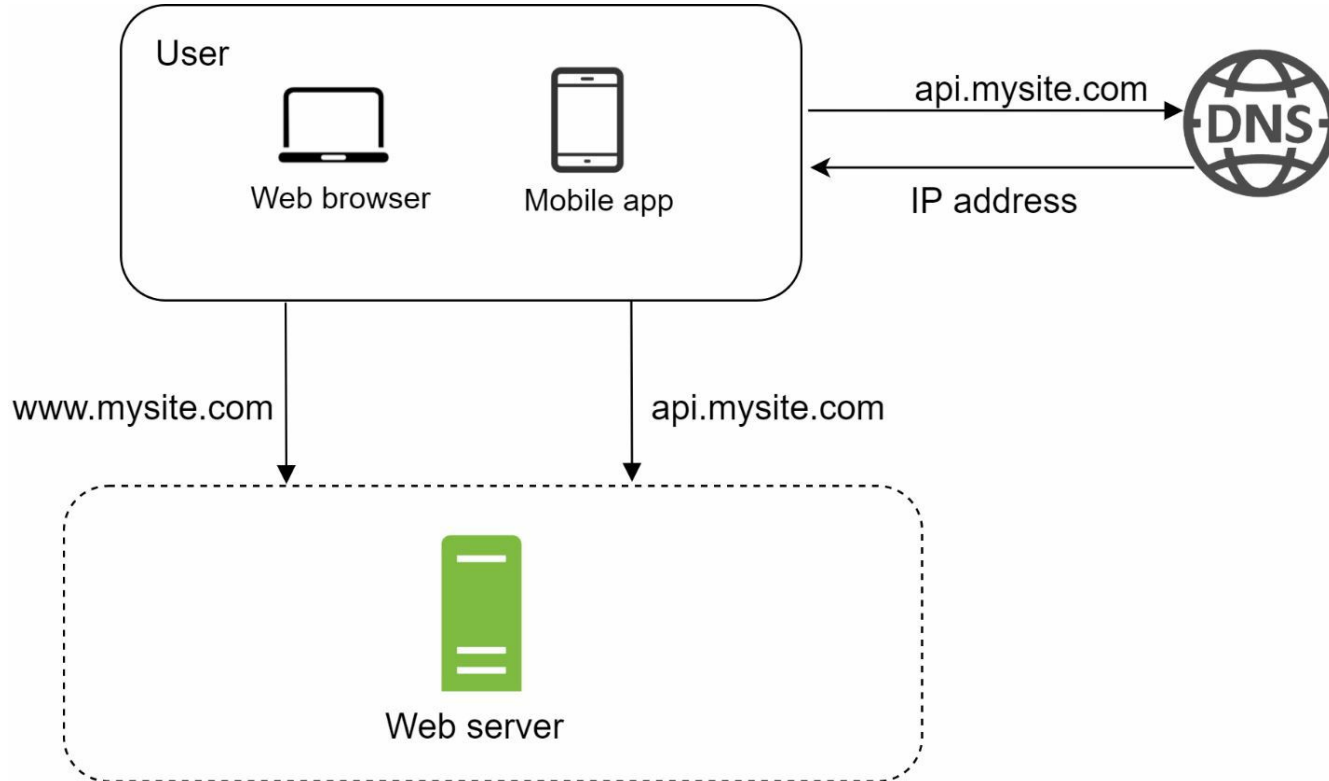 User
Web browser
Mobile app
api.mysite.com
DNS
IP address
www.mysite.com
api.mysite.com
Web server